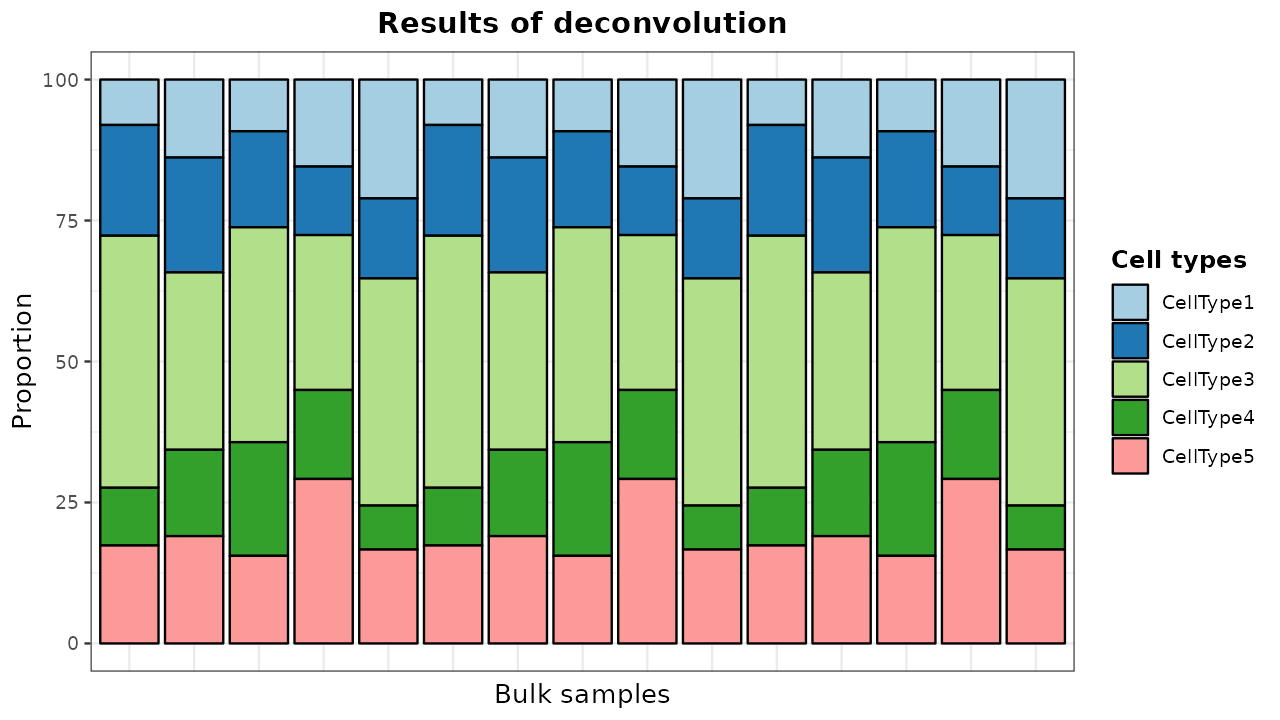 Results of deconvolution
100
75
50
25
0
Proportion
Bulk samples
Cell types
CellType1
CellType2
CellType3
CellType4
CellType5